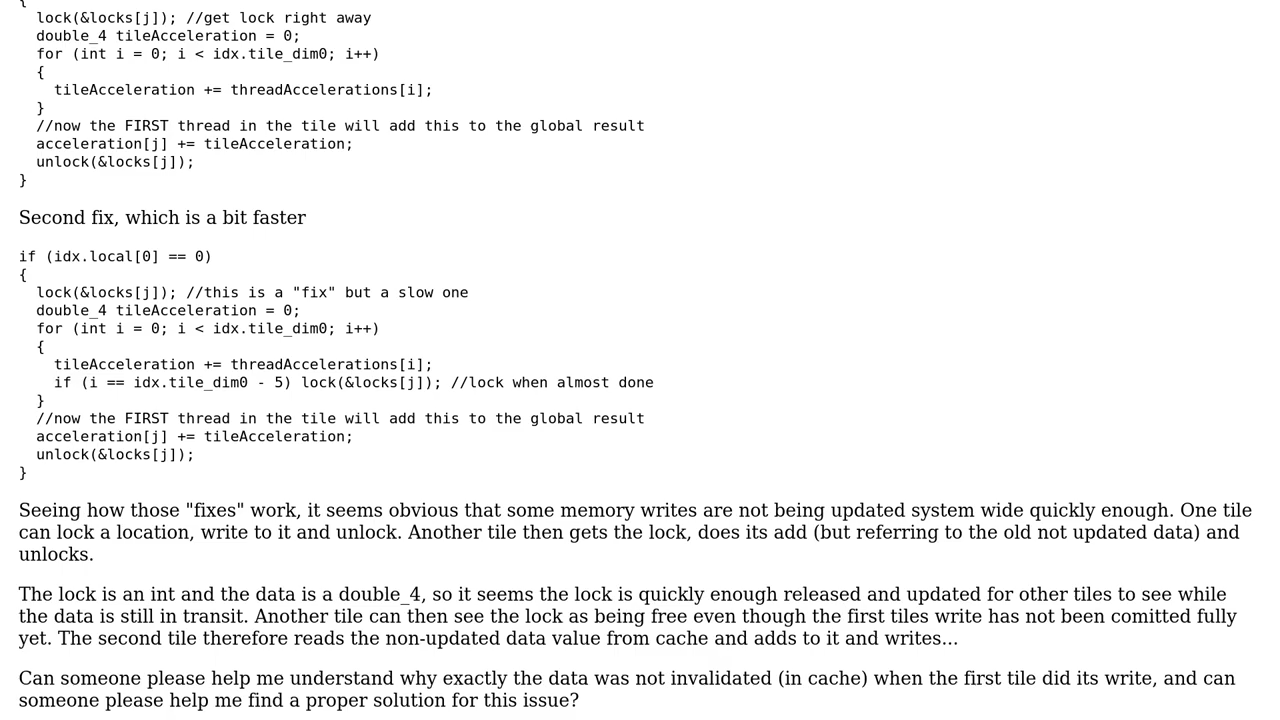 {
  lock(&locks[j]); //get lock right away
  double_4 tileAcceleration = 0;
  for (int i = 0; i < idx.tile_dim0; i++)
  {
    tileAcceleration += threadAccelerations[i];
  }
  //now the FIRST thread in the tile will add this to the global result
  acceleration[j] += tileAcceleration;
  unlock(&locks[j]);
}
Second fix, which is a bit faster
if (idx.local[0] == 0)
{
  lock(&locks[j]); //this is a "fix" but a slow one
  double_4 tileAcceleration = 0;
  for (int i = 0; i < idx.tile_dim0; i++)
  {
    tileAcceleration += threadAccelerations[i];
    if (i == idx.tile_dim0 - 5) lock(&locks[j]); //lock when almost done
  }
  //now the FIRST thread in the tile will add this to the global result
  acceleration[j] += tileAcceleration;
  unlock(&locks[j]);
}
Seeing how those "fixes" work, it seems obvious that some memory writes are not being updated system wide quickly enough. One tile
can lock a location, write to it and unlock. Another tile then gets the lock, does its add (but referring to the old not updated data) and
unlocks.
The lock is an int and the data is a double_4, so it seems the lock is quickly enough released and updated for other tiles to see while
the data is still in transit. Another tile can then see the lock as being free even though the first tiles write has not been comitted fully
yet. The second tile therefore reads the non-updated data value from cache and adds to it and writes...
Can someone please help me understand why exactly the data was not invalidated (in cache) when the first tile did its write, and can
someone please help me find a proper solution for this issue?